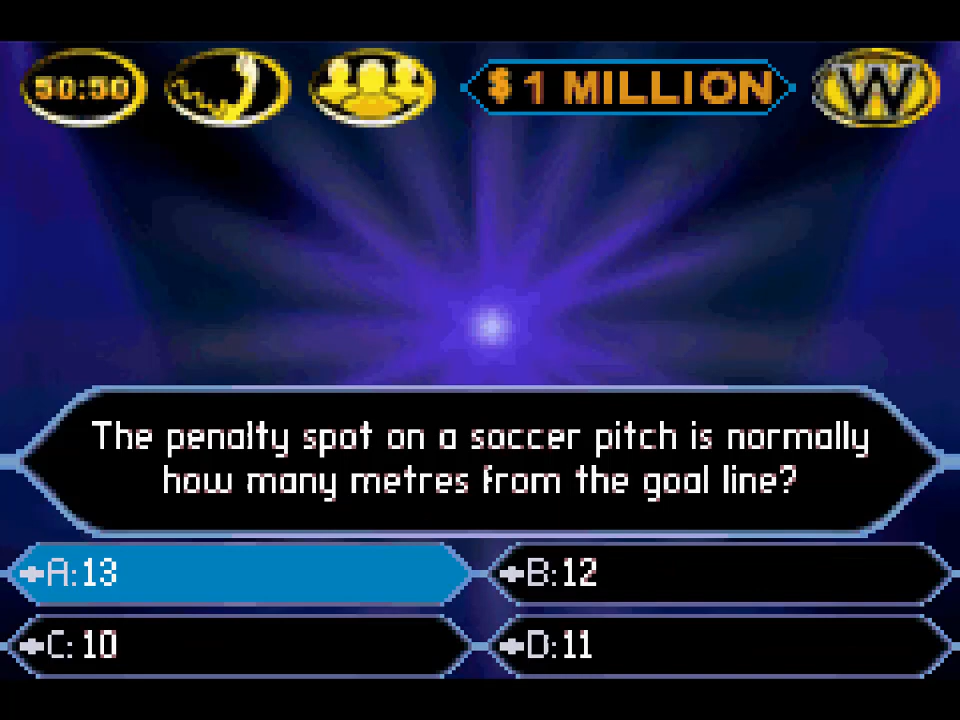 50:50
$1 MILLION
W
The penalty spot on a soccer pitch is normally
how many metres from the goal line?
A:13
B:12
C:10
D:11